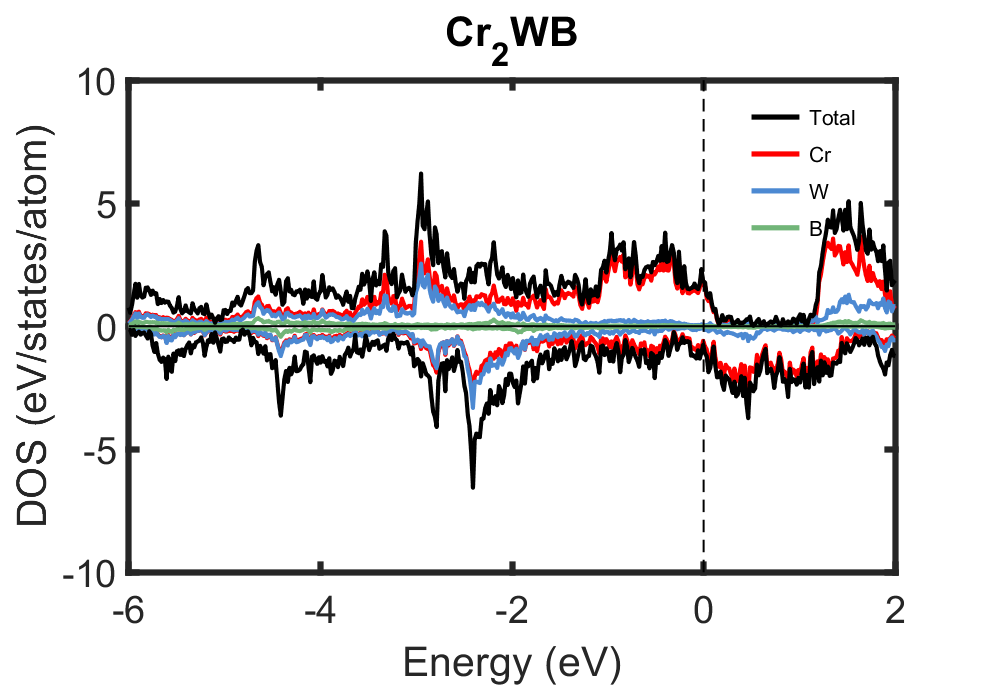 Cr2WB
10
5
0
-5
-10
DOS (eV/states/atom)
Total
Cr
W
B
-6
-4
-2
0
2
Energy (eV)